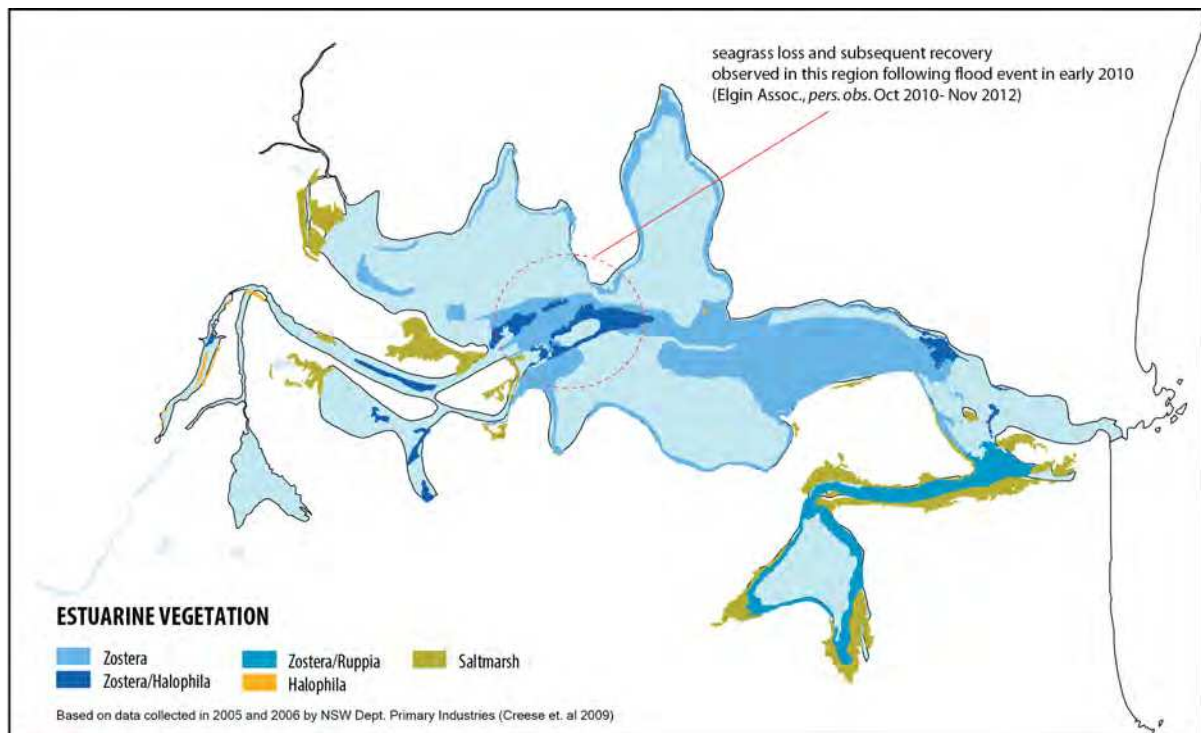 seagrass loss and subsequent recovery
observed in this region following flood event in early 2010
(Elgin Assoc., pers. obs. Oct 2010- Nov 2012)
ESTUARINE VEGETATION
Zostera
Zostera/Halophila
Zostera/Ruppia
Halophila
Saltmarsh
Based on data collected in 2005 and 2006 by NSW Dept. Primary Industries (Creese et. al 2009)